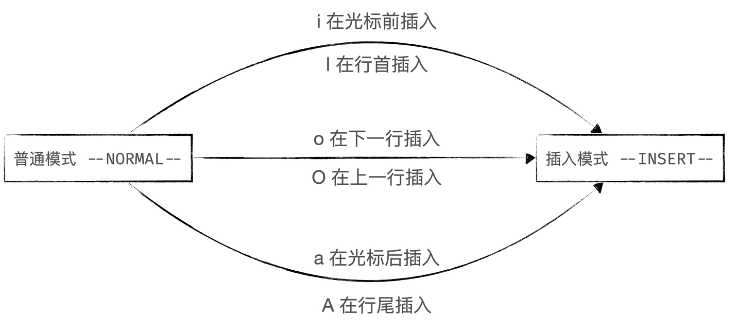 i 在光标前插入
I 在行首插入
o 在下一行插入
普通模式 --NORMAL--
插入模式 --INSERT--
O 在上一行插入
a 在光标后插入
A 在行尾插入